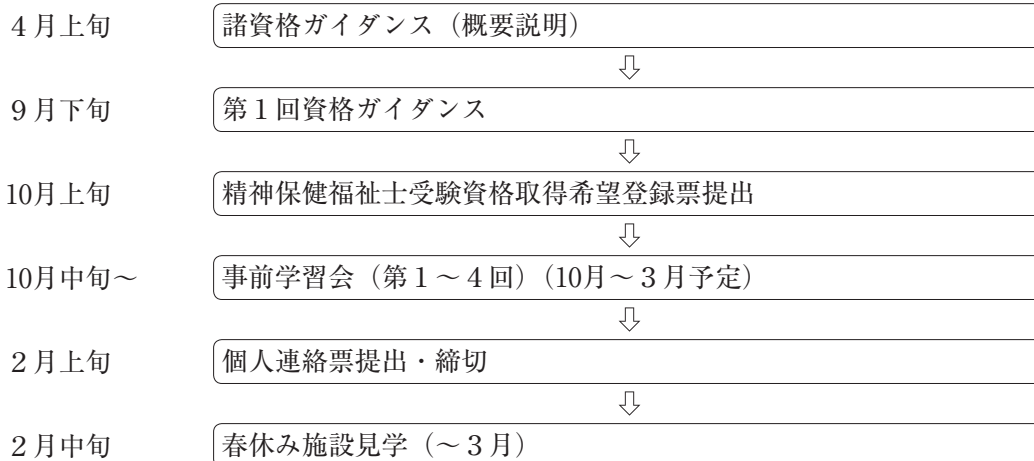 ４月上旬 諸資格ガイダンス（概要説明）
⇩
９月下旬 第１回資格ガイダンス
⇩
10月上旬 精神保健福祉士受験資格取得希望登録票提出
⇩
10月中旬～ 事前学習会（第１～４回）（10月～３月予定）
⇩
２月上旬 個人連絡票提出・締切
⇩
２月中旬 春休み施設見学（～３月）